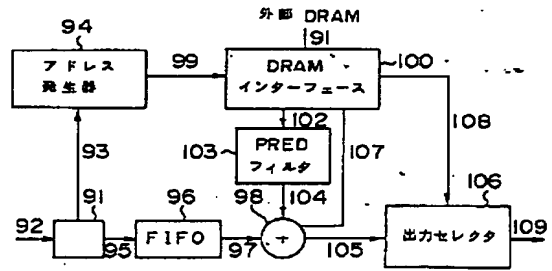 外部 DRAM
91
94
アドレス
発生器
99
DRAM
インターフェース
100
102
103
PRED
フィルタ
107
108
93
104
106
91
96
98
92
95
FIFO
97
+
105
出力セレクタ
109